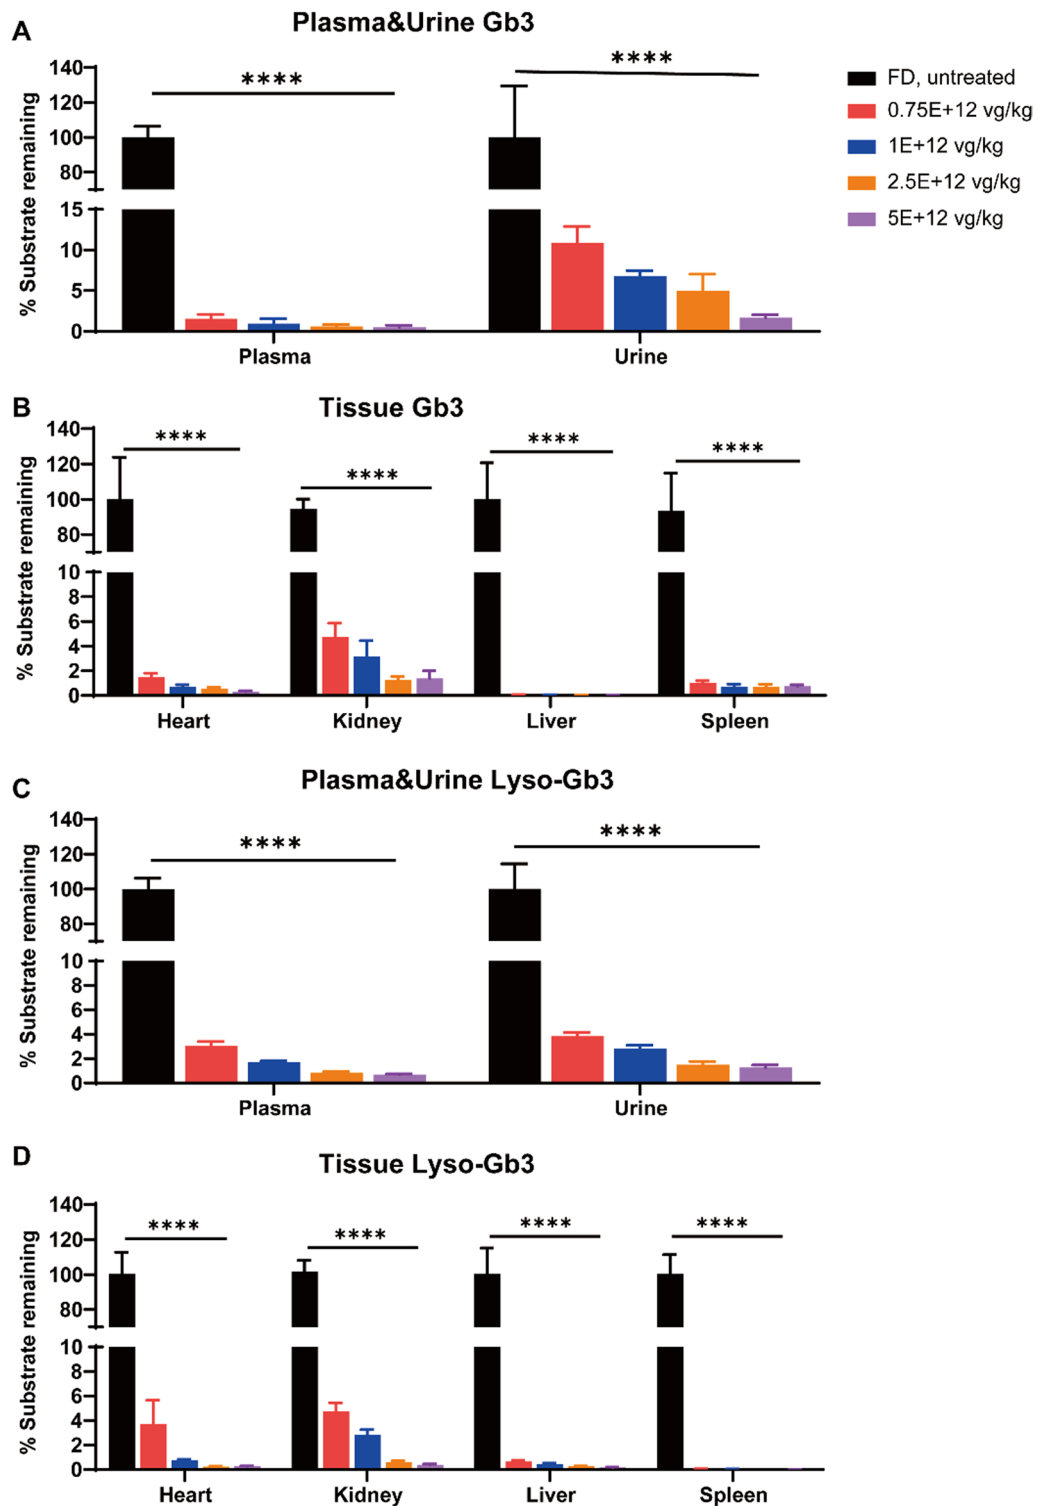 A
Plasma&Urine Gb3
% Substrate remaining
140
120
100
80
15
10
5
0
****
****
Plasma
Urine
FD, untreated
0.75E+12 vg/kg
1E+12 vg/kg
2.5E+12 vg/kg
5E+12 vg/kg
B
Tissue Gb3
% Substrate remaining
140
120
100
80
10
8
6
4
2
0
****
****
****
****
Heart
Kidney
Liver
Spleen
C
Plasma&Urine Lyso-Gb3
% Substrate remaining
140
120
100
80
10
8
6
4
2
0
****
****
Plasma
Urine
D
Tissue Lyso-Gb3
% Substrate remaining
140
120
100
80
10
8
6
4
2
0
****
****
****
****
Heart
Kidney
Liver
Spleen